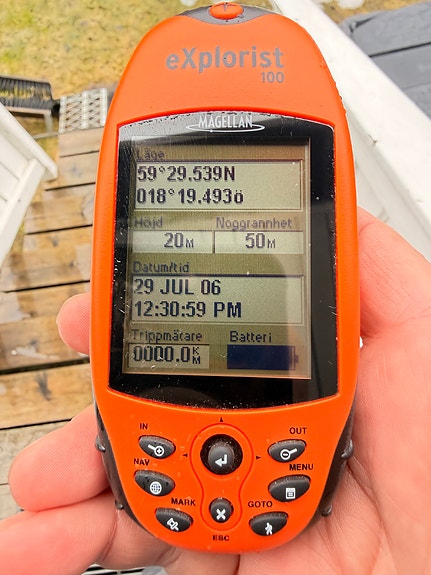 eXplorist
100
MAGELLAN
Läge
59°29.539N
018°19.493ö
Höjd Noggrannhet
20M 50M
Datum/tid
29 JUL 06
12:30:59 PM
Trippmätare Batteri
0000.0KM
IN OUT
NAV MENU
MARK GOTO
ESC